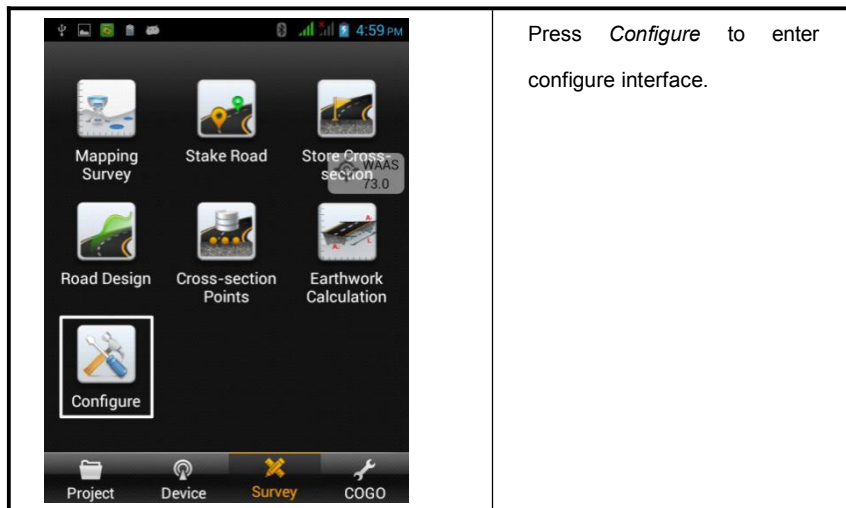 4:59 PM
Mapping
Survey
Stake Road
Store Cross-
section
WAAS
73.0
Road Design
Cross-section
Points
Earthwork
Calculation
Configure
Project
Device
Survey
COGO
Press Configure to enter
configure interface.